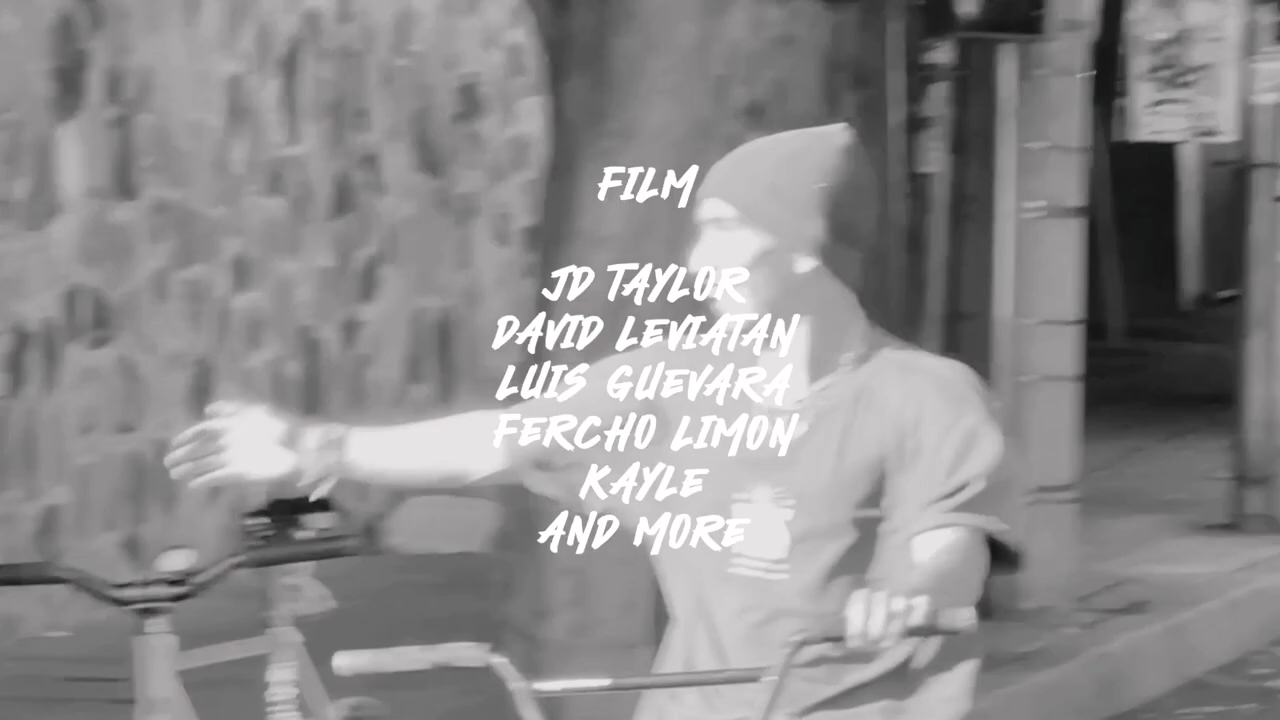 FILM
JD TAYLOR
DAVID LEVIATAN
LUIS GUEVARA
FERCHO LIMON
KAYLE
AND MORE